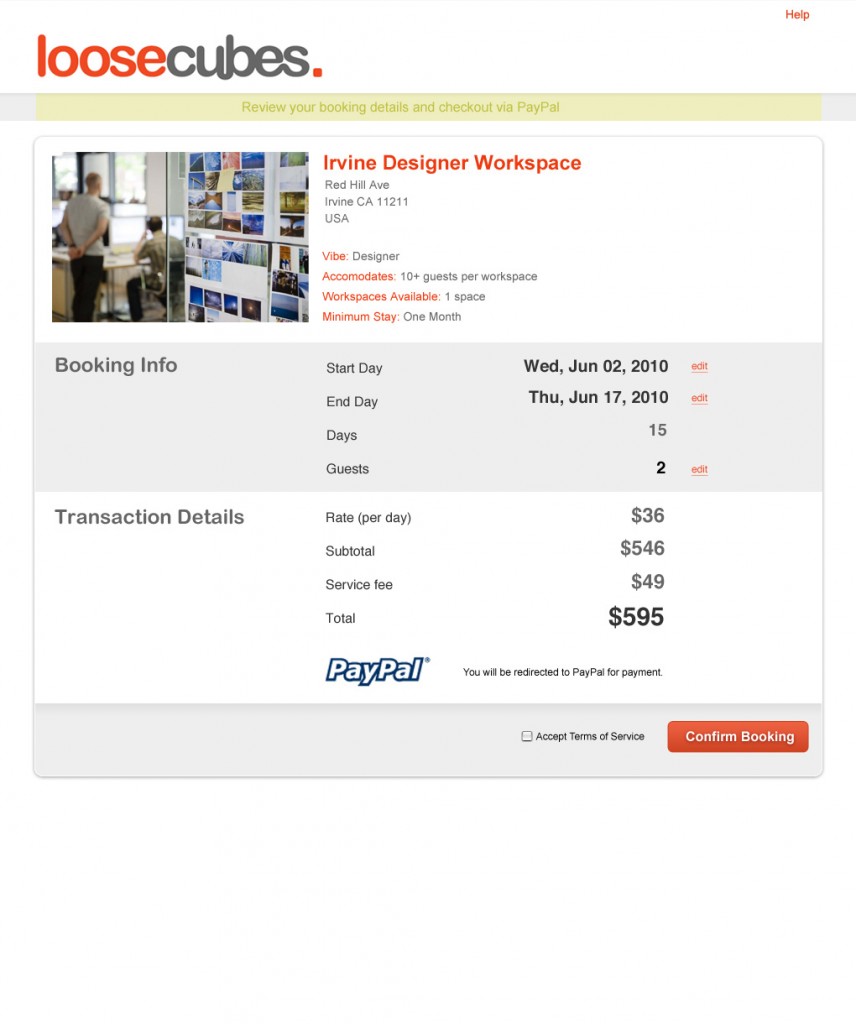 Help
loosecubes.
Review your booking details and checkout via PayPal
Irvine Designer Workspace
Red Hill Ave
Irvine CA 11211
USA
Vibe: Designer
Accomodates: 10+ guests per workspace
Workspaces Available: 1 space
Minimum Stay: One Month
Booking Info
Start Day Wed, Jun 02, 2010 edit
End Day Thu, Jun 17, 2010 edit
Days 15
Guests 2 edit
Transaction Details
Rate (per day) $36
Subtotal $546
Service fee $49
Total $595
PayPal® You will be redirected to PayPal for payment.
Accept Terms of Service Confirm Booking